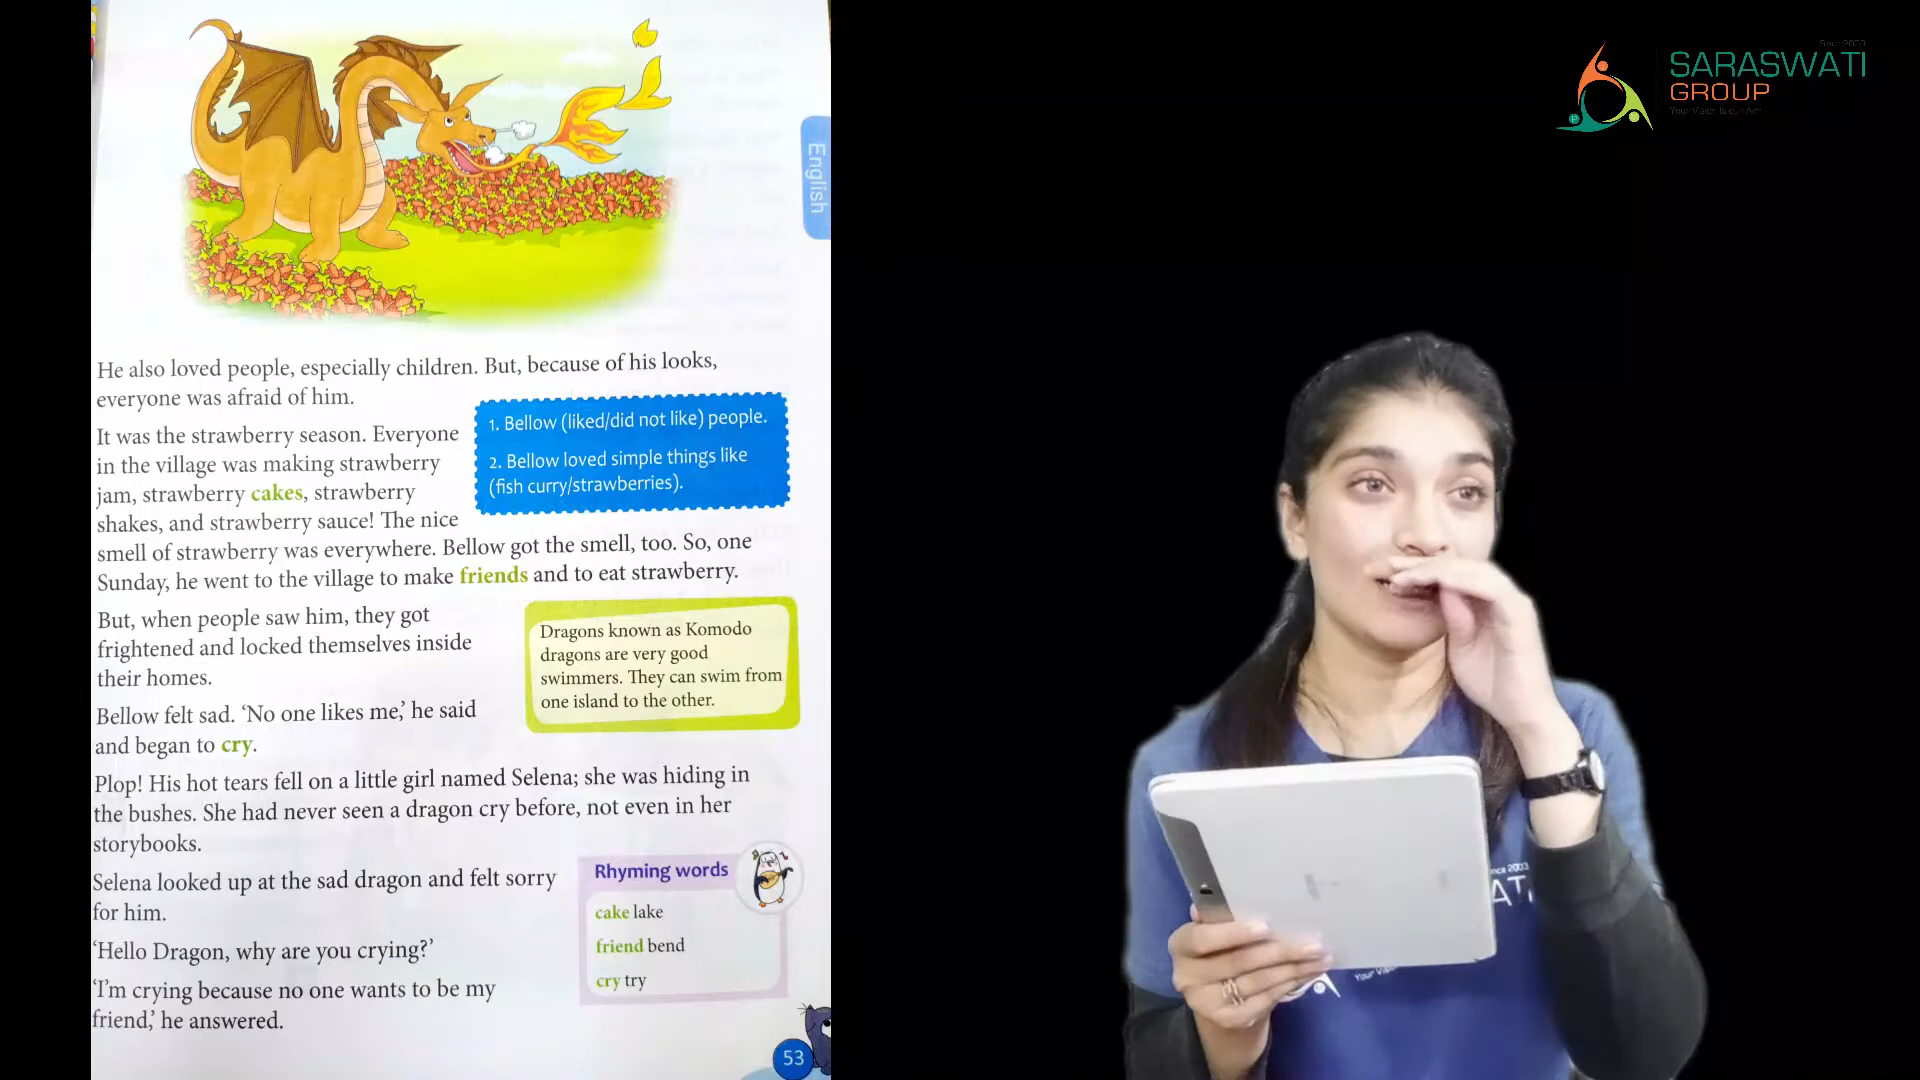 English
He also loved people, especially children. But, because of his looks,
everyone was afraid of him.
It was the strawberry season. Everyone
in the village was making strawberry
jam, strawberry cakes, strawberry
shakes, and strawberry sauce! The nice
smell of strawberry was everywhere. Bellow got the smell, too. So, one
Sunday, he went to the village to make friends and to eat strawberry.
1. Bellow (liked/did not like) people.
2. Bellow loved simple things like
(fish curry/strawberries).
But, when people saw him, they got
frightened and locked themselves inside
their homes.
Bellow felt sad. ‘No one likes me,’ he said
and began to cry.
Dragons known as Komodo
dragons are very good
swimmers. They can swim from
one island to the other.
Plop! His hot tears fell on a little girl named Selena; she was hiding in
the bushes. She had never seen a dragon cry before, not even in her
storybooks.
Selena looked up at the sad dragon and felt sorry
for him.
‘Hello Dragon, why are you crying?’
‘I'm crying because no one wants to be my
friend,’ he answered.
Rhyming words
cake lake
friend bend
cry try
53
SARASWATI
GROUP
Your Vision is our Aim
nce 2003
AT
Your Vis